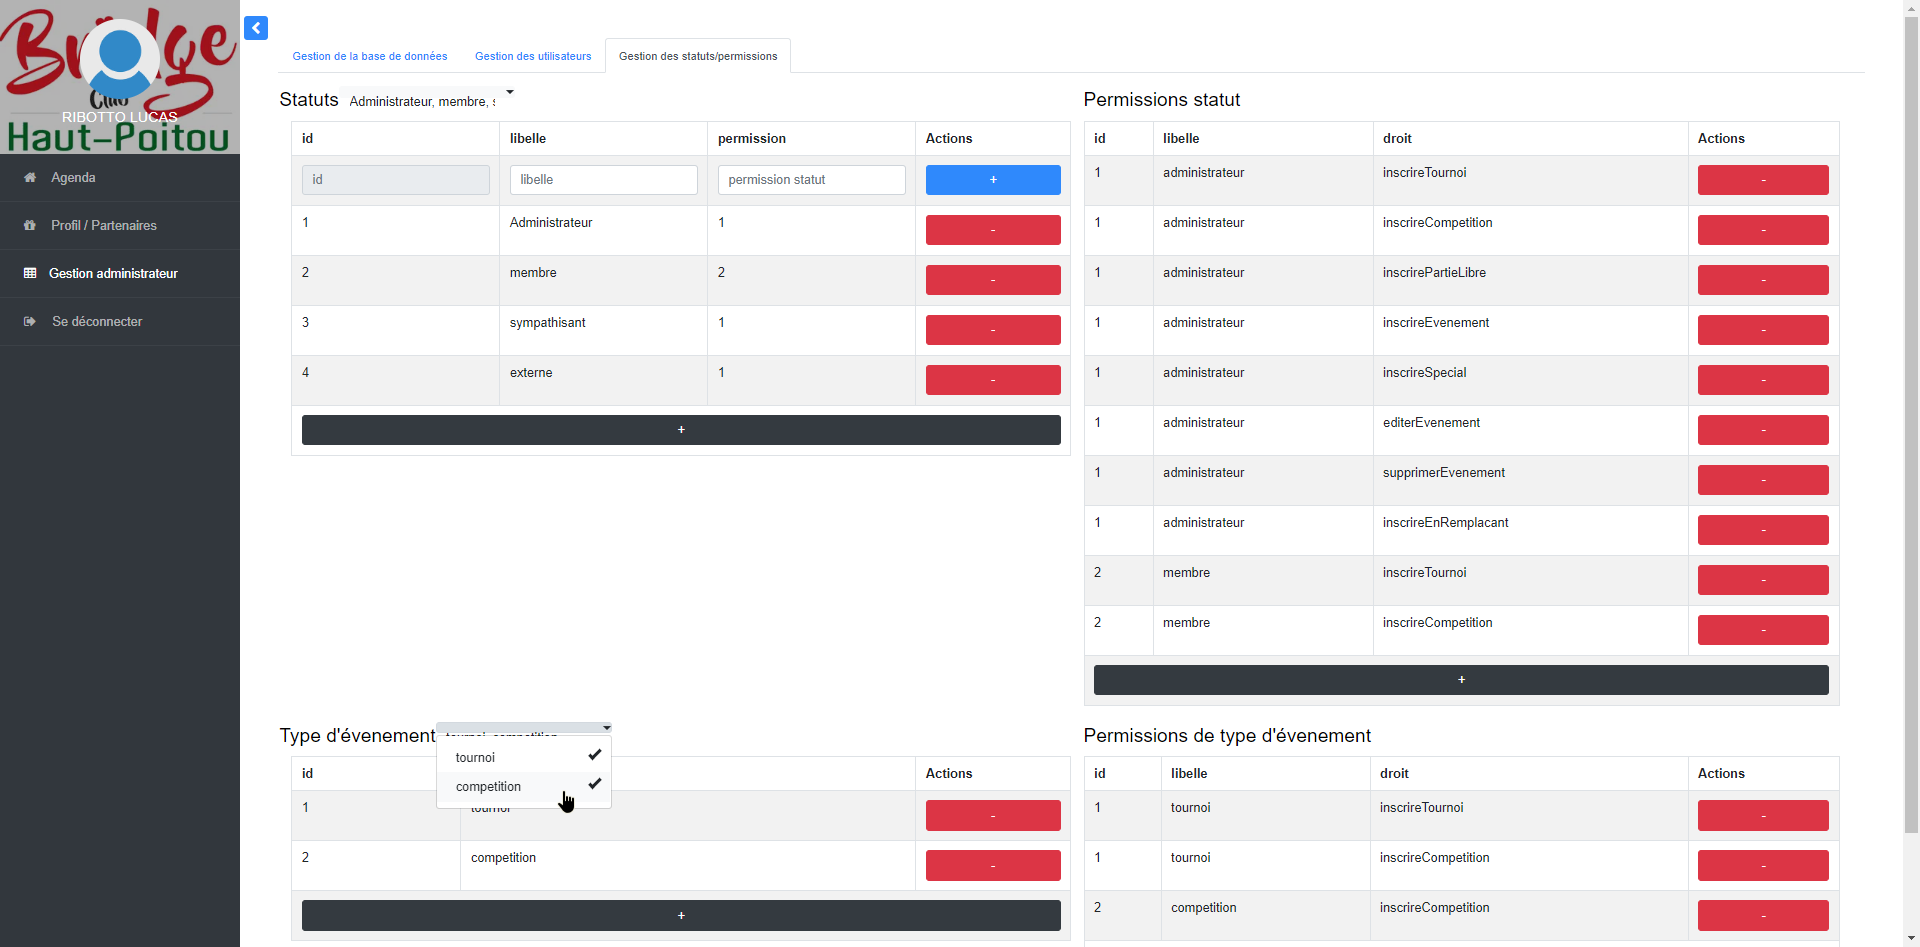 Bridge
Club
RIBOTTO LUCAS
Haut-Poitou
Agenda
Profil / Partenaires
Gestion administrateur
Se déconnecter
Gestion de la base de données Gestion des utilisateurs Gestion des statuts/permissions
Statuts Administrateur, membre, s
id libelle permission Actions
id libelle permission statut +
1 Administrateur 1 -
2 membre 2 -
3 sympathisant 1 -
4 externe 1 -
+
Permissions statut
id libelle droit Actions
1 administrateur inscrireTournoi -
1 administrateur inscrireCompetition -
1 administrateur inscrirePartieLibre -
1 administrateur inscrireEvenement -
1 administrateur inscrireSpecial -
1 administrateur editerEvenement -
1 administrateur supprimerEvenement -
1 administrateur inscrireEnRemplacant -
2 membre inscrireTournoi -
2 membre inscrireCompetition -
+
Type d'évenement tournoi, competition
tournoi
competition
id Actions
1 tournoi -
2 competition -
+
Permissions de type d'évenement
id libelle droit Actions
1 tournoi inscrireTournoi -
1 tournoi inscrireCompetition -
2 competition inscrireCompetition -